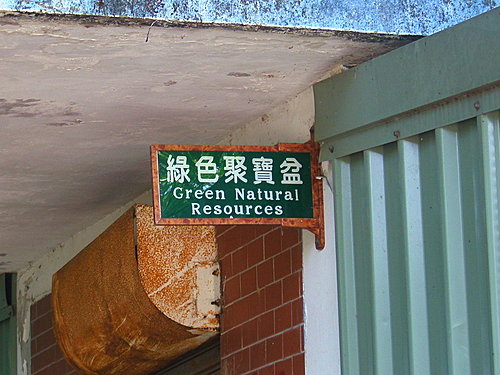 綠色聚寶盆
Green Natural
Resources